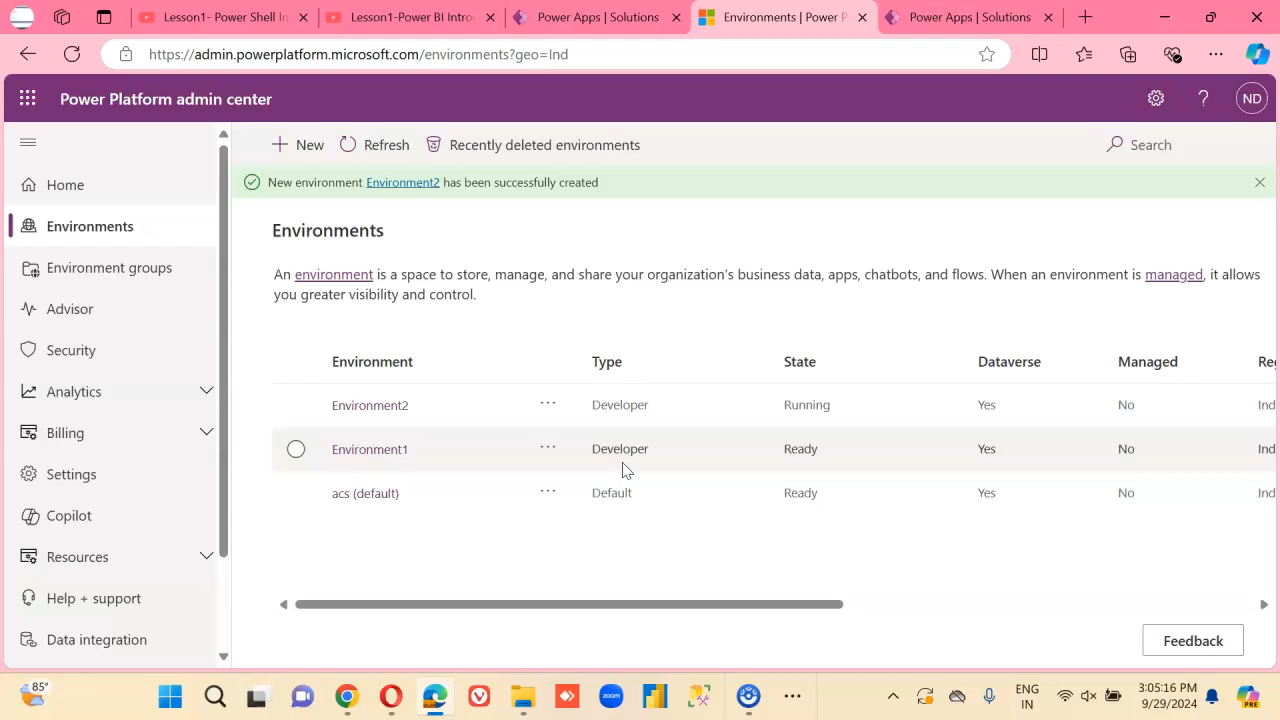 Lesson1- Power Shell In
Lesson1-Power BI Intro
Power Apps | Solutions
Environments | Power P
Power Apps | Solutions
https://admin.powerplatform.microsoft.com/environments?geo=Ind
Power Platform admin center
ND
New
Refresh
Recently deleted environments
Search
New environment Environment2 has been successfully created
Home
Environments
Environment groups
Advisor
Security
Analytics
Billing
Settings
Copilot
Resources
Help + support
Data integration
Environments
An environment is a space to store, manage, and share your organization's business data, apps, chatbots, and flows. When an environment is managed, it allows
you greater visibility and control.
Environment Type State Dataverse Managed Reg
Environment2 ... Developer Running Yes No Ind
Environment1 ... Developer Ready Yes No Ind
acs (default) ... Default Ready Yes No Ind
Feedback
85°
zoom
ENG
IN
3:05:16 PM
9/29/2024
PRE